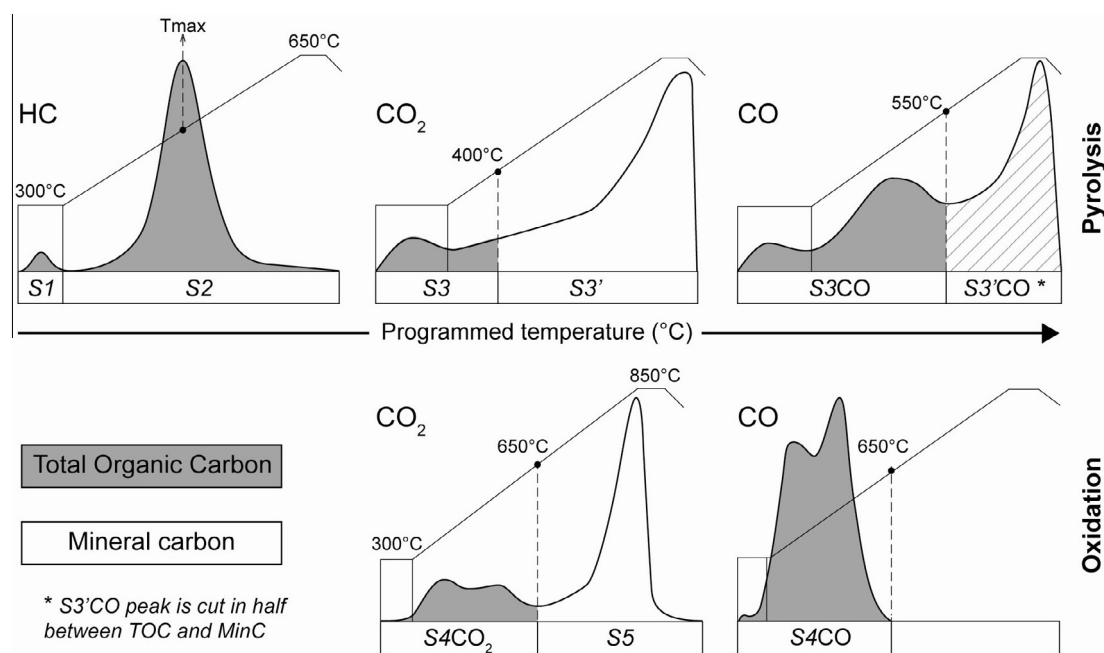 Tmax
650°C
HC
300°C
S1
S2
CO₂
400°C
S3
S3'
CO
550°C
S3CO
S3'CO *
Pyrolysis
Programmed temperature (°C)
Total Organic Carbon
Mineral carbon
* S3'CO peak is cut in half
between TOC and MinC
CO₂
850°C
650°C
300°C
S4CO₂
S5
CO
650°C
S4CO
Oxidation